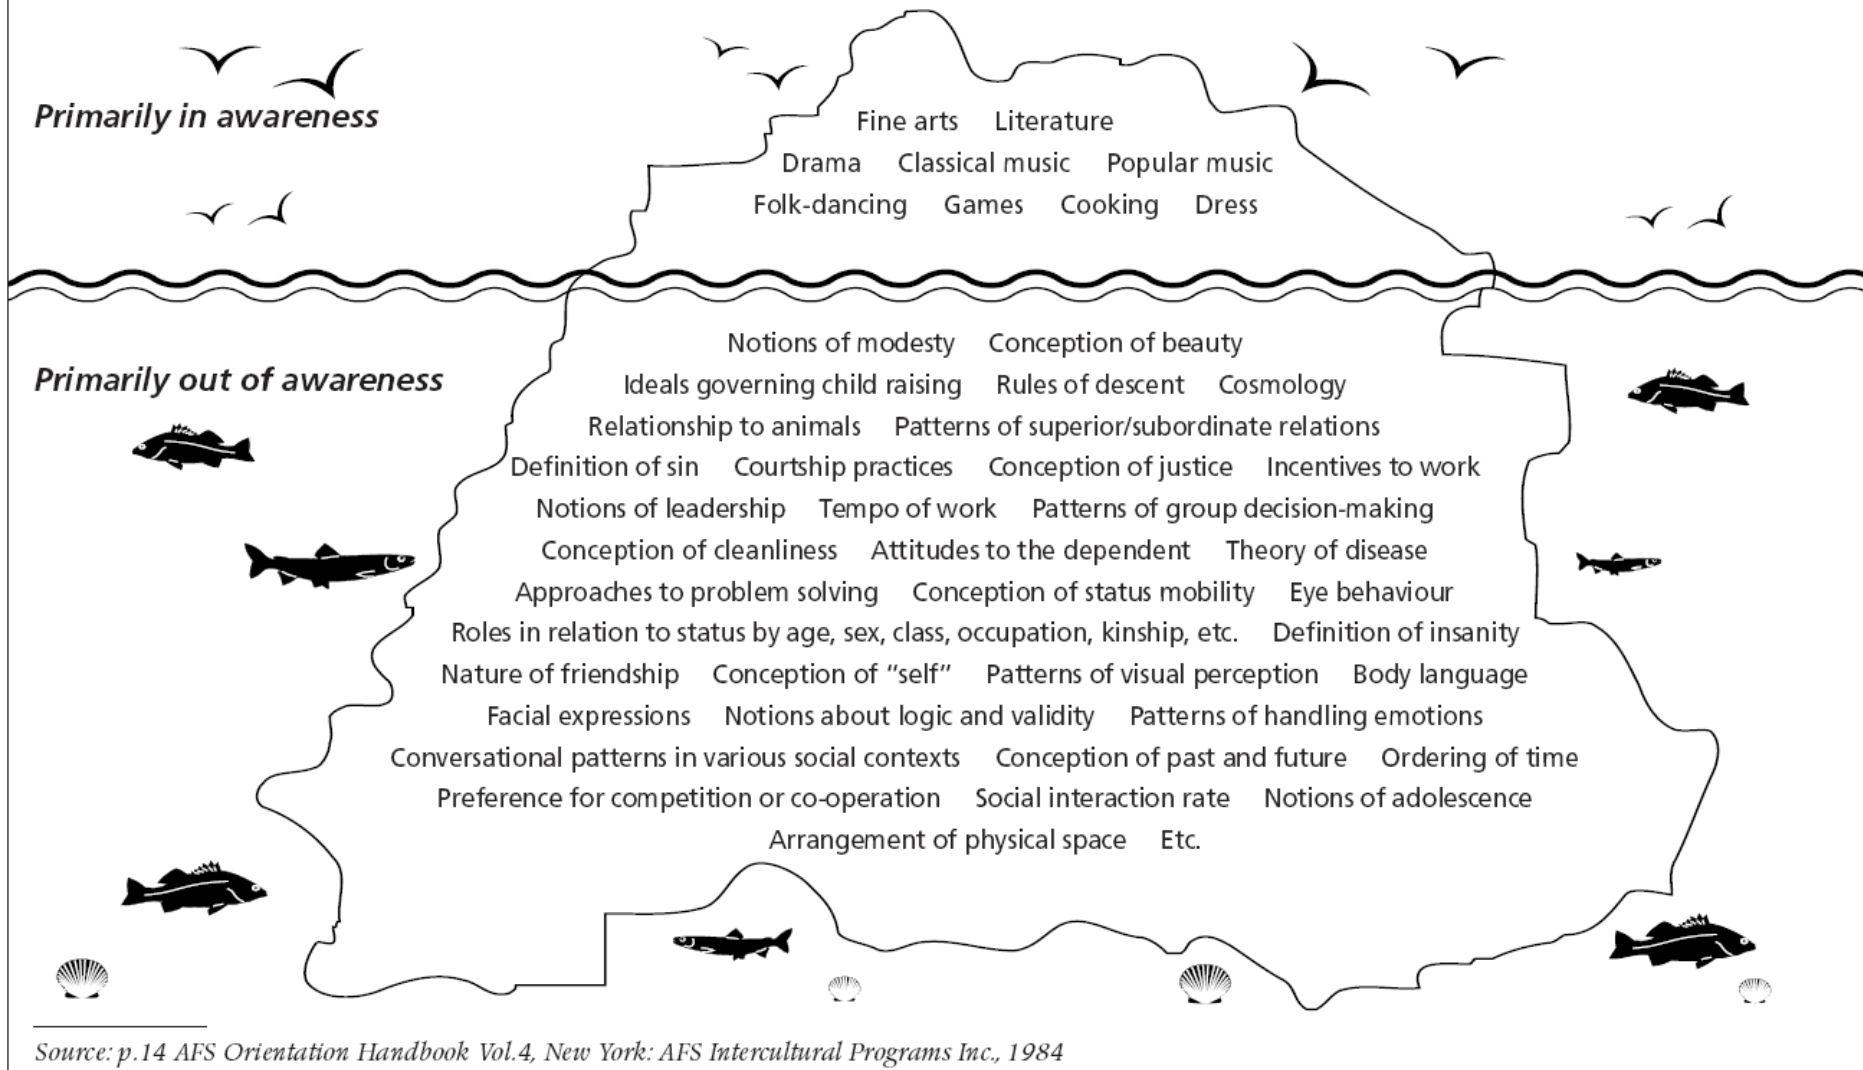 Primarily in awareness
Fine arts Literature
Drama Classical music Popular music
Folk-dancing Games Cooking Dress
Primarily out of awareness
Notions of modesty Conception of beauty
Ideals governing child raising Rules of descent Cosmology
Relationship to animals Patterns of superior/subordinate relations
Definition of sin Courtship practices Conception of justice Incentives to work
Notions of leadership Tempo of work Patterns of group decision-making
Conception of cleanliness Attitudes to the dependent Theory of disease
Approaches to problem solving Conception of status mobility Eye behaviour
Roles in relation to status by age, sex, class, occupation, kinship, etc. Definition of insanity
Nature of friendship Conception of “self” Patterns of visual perception Body language
Facial expressions Notions about logic and validity Patterns of handling emotions
Conversational patterns in various social contexts Conception of past and future Ordering of time
Preference for competition or co-operation Social interaction rate Notions of adolescence
Arrangement of physical space Etc.
Source: p.14 AFS Orientation Handbook Vol.4, New York: AFS Intercultural Programs Inc., 1984